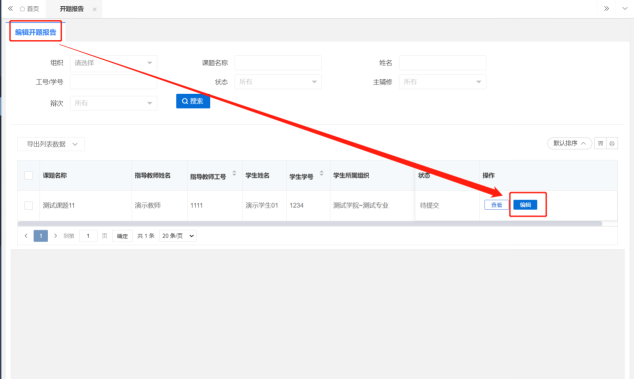 首页 开题报告 ×
编辑开题报告
组织 请选择 课题名称 姓名
工号/学号 状态 所有 主辅修 所有
届次 所有 搜索
导出列表数据 默认排序
课题名称 指导教师姓名 指导教师工号 学生姓名 学生学号 学生所属组织 状态 操作
测试课题11 演示教师 1111 演示学生01 1234 测试学院-测试专业 待提交 查看 编辑
1 到第 1 页 确定 共 1 条 20 条/页